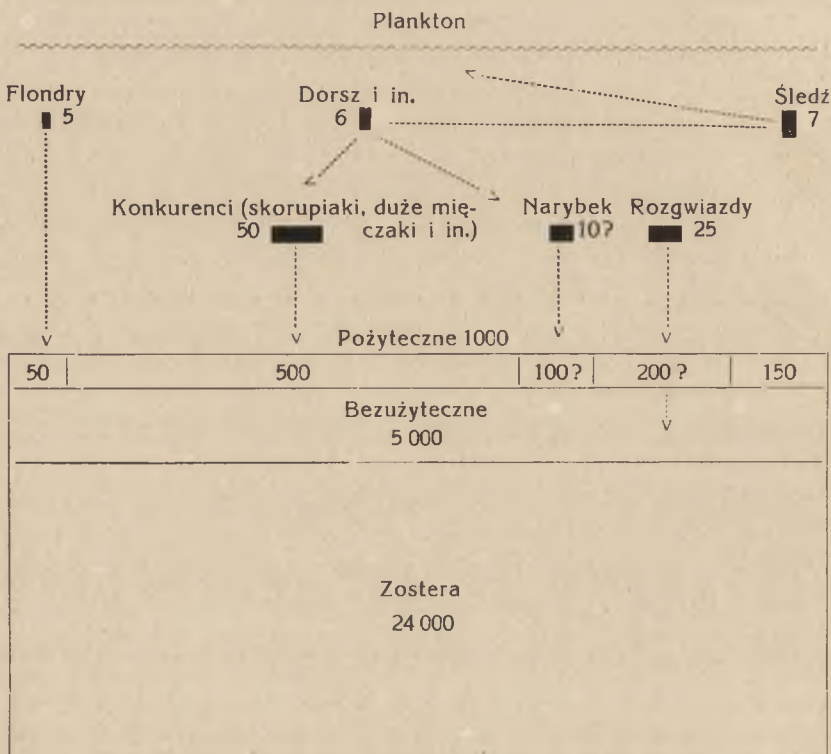 Plankton
Flondry
5
Dorsz i in.
6
Śledź
7
Konkurenci (skorupiaki, duże mię-
50 czaki i in.)
Narybek
10?
Rozgwiazdy
25
Pożyteczne 1000
50 500 100? 200? 150
Bezużyteczne
5 000
Zostera
24 000